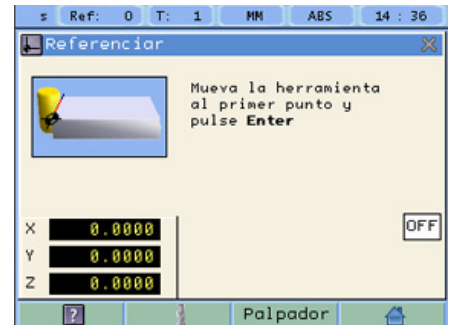 s Ref: 0 T: 1 MM ABS 14 : 36
Referenciar
Mueva la herramienta
al primer punto y
pulse Enter
OFF
X 0.0000
Y 0.0000
Z 0.0000
? Palpador